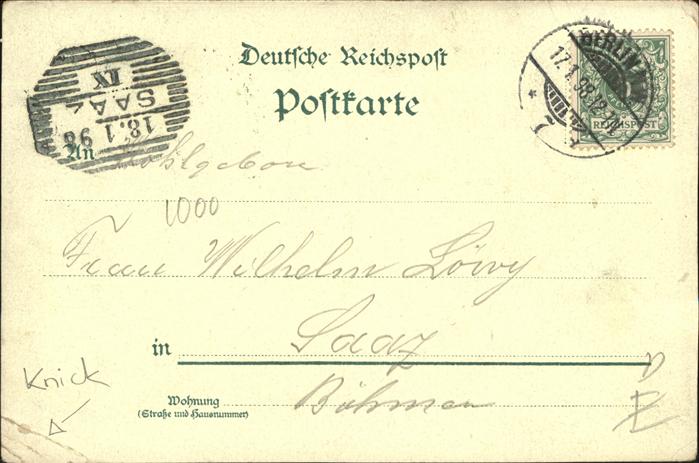 Deutsche Reichspost
Postkarte
SAAZ
IX
18.1
98
BERLIN
17.1.98
REICHSPOST
An
Wohlgeboren
1000
Frau Wilhelm Löwy
in Saaz
Knick
Wohnung
(Straße und Hausnummer)
Böhmen